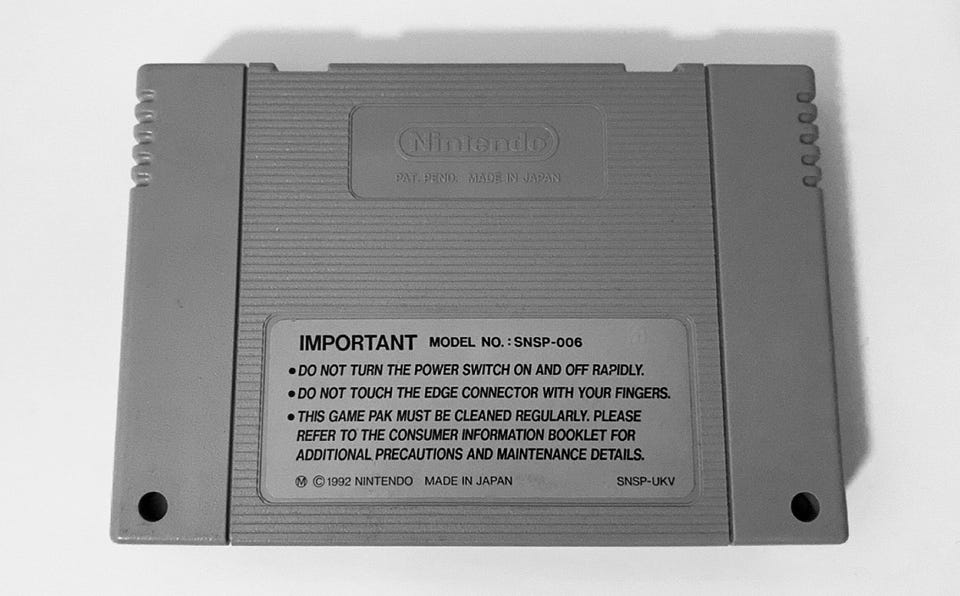 Nintendo
PAT. PEND. MADE IN JAPAN
IMPORTANT MODEL NO. : SNSP-006
● DO NOT TURN THE POWER SWITCH ON AND OFF RAPIDLY.
● DO NOT TOUCH THE EDGE CONNECTOR WITH YOUR FINGERS.
● THIS GAME PAK MUST BE CLEANED REGULARLY. PLEASE
REFER TO THE CONSUMER INFORMATION BOOKLET FOR
ADDITIONAL PRECAUTIONS AND MAINTENANCE DETAILS.
Ⓜ ©1992 NINTENDO MADE IN JAPAN SNSP-UKV